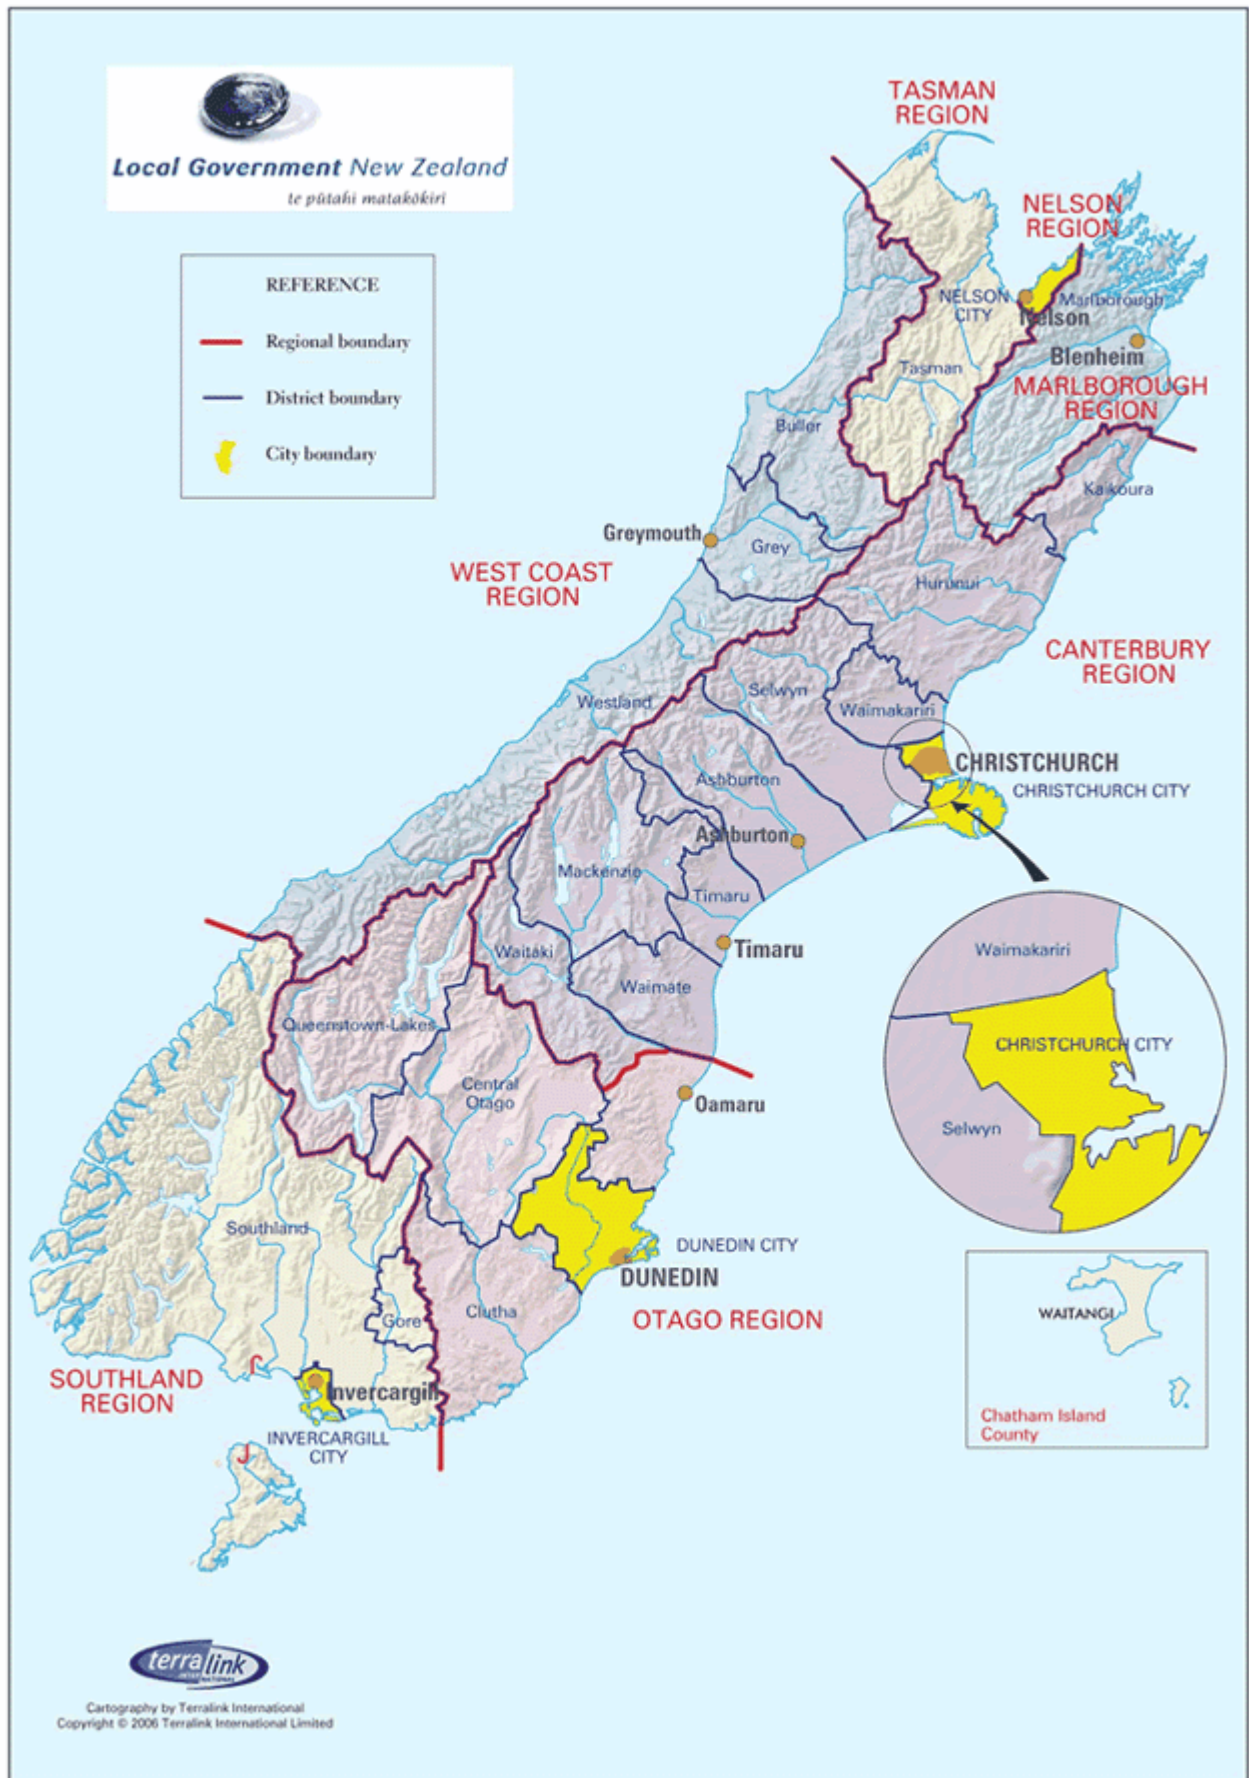 Local Government New Zealand
te pūtahi matakōkiri
REFERENCE
Regional boundary
District boundary
City boundary
TASMAN
REGION
NELSON
REGION
NELSON
CITY
Marlborough
Nelson
Blenheim
Tasman
MARLBOROUGH
REGION
Buller
Kaikoura
Greymouth
Grey
WEST COAST
REGION
Hurunui
CANTERBURY
REGION
Westland
Selwyn
Waimakariri
CHRISTCHURCH
CHRISTCHURCH CITY
Ashburton
Ashburton
Mackenzie
Timaru
Timaru
Waitaki
Waimate
Queenstown-Lakes
Central
Otago
Oamaru
Waimakariri
CHRISTCHURCH CITY
Selwyn
Southland
DUNEDIN CITY
DUNEDIN
Clutha
Gore
OTAGO REGION
SOUTHLAND
REGION
Invercargill
INVERCARGILL
CITY
WAITANGI
Chatham Island
County
terralink
INTERNATIONAL
Cartography by Terralink International
Copyright © 2006 Terralink International Limited